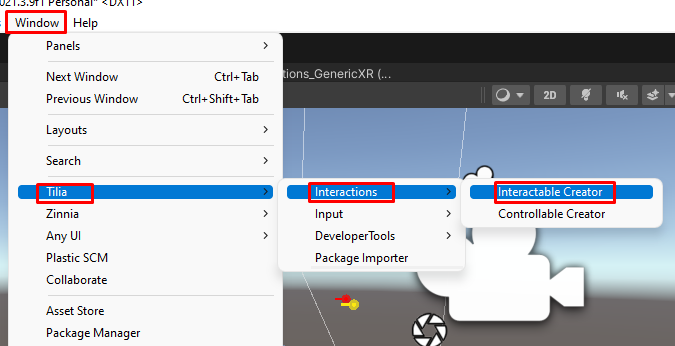 021.3.9f1 Personal* <DX11>
Window Help
Panels
Next Window Ctrl+Tab
Previous Window Ctrl+Shift+Tab
tions_GenericXR (...
2D
Layouts
Search
Tilia Interactions Interactable Creator
Zinnia Input Controllable Creator
Any UI DeveloperTools
Plastic SCM Package Importer
Collaborate
Asset Store
Package Manager